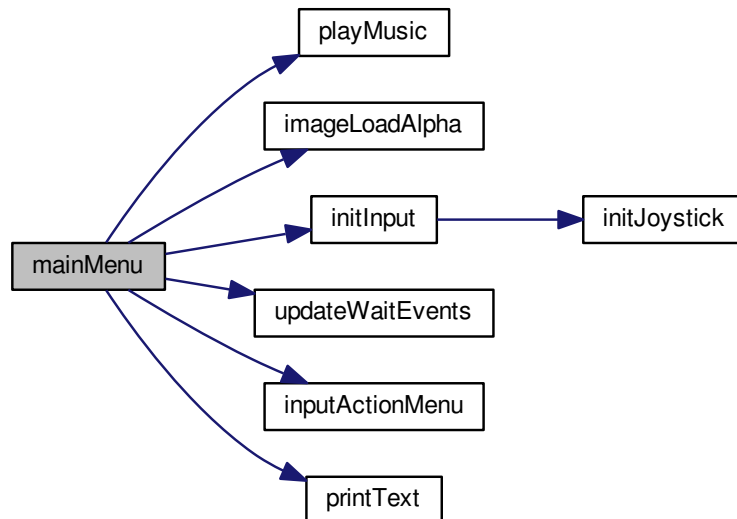 playMusic
imageLoadAlpha
initInput
initJoystick
mainMenu
updateWaitEvents
inputActionMenu
printText